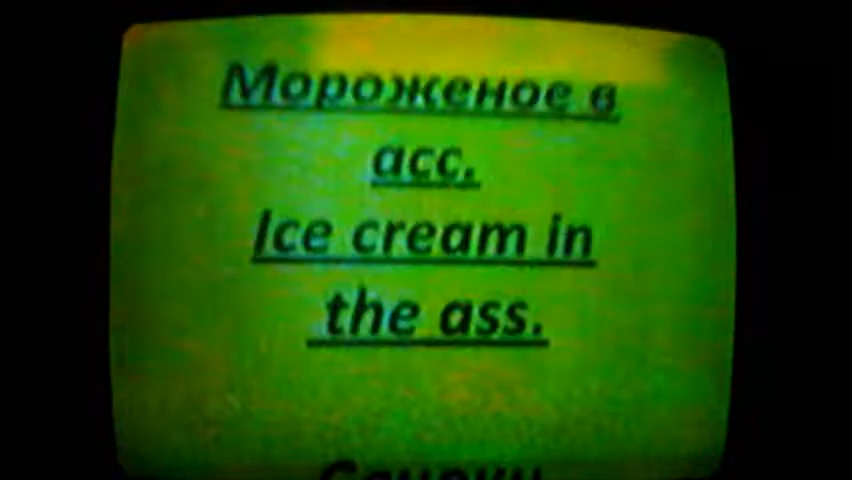 Мороженое в
асс.
Ice cream in
the ass.